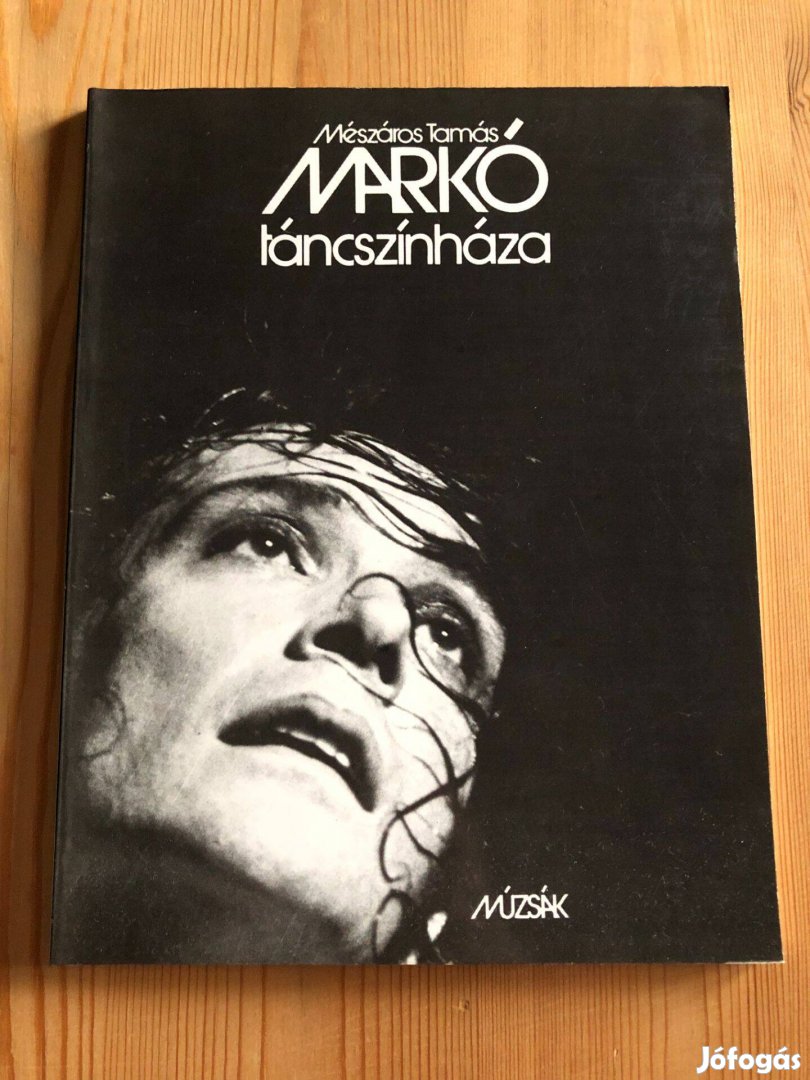 Mészáros Tamás
MARKÓ
táncszínháza
MÚZSÁK
Jófogás